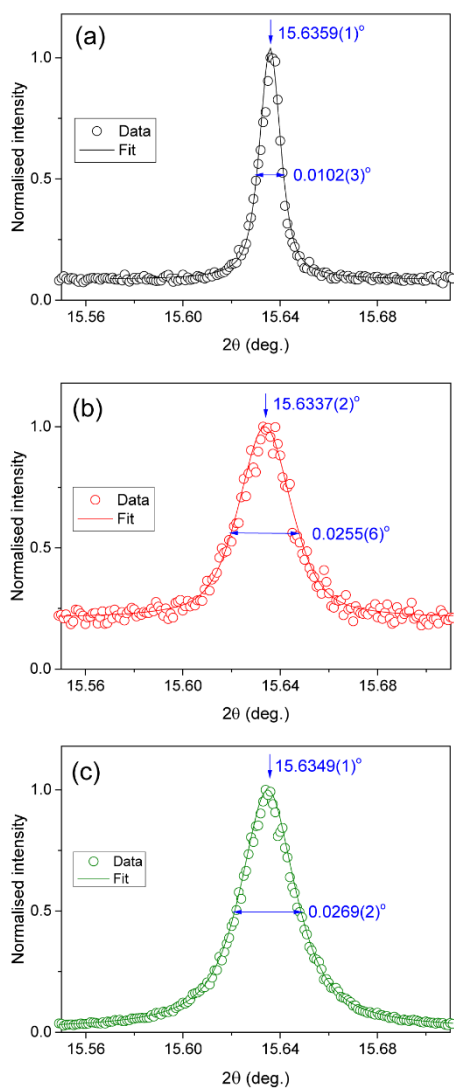 (a)
15.6359(1)°
Data
Fit
0.0102(3)°
Normalised intensity
1.0
0.5
0.0
15.56 15.60 15.64 15.68
2θ (deg.)
(b)
15.6337(2)°
Data
Fit
0.0255(6)°
Normalised intensity
1.0
0.5
0.0
15.56 15.60 15.64 15.68
2θ (deg.)
(c)
15.6349(1)°
Data
Fit
0.0269(2)°
Normalised intensity
1.0
0.5
0.0
15.56 15.60 15.64 15.68
2θ (deg.)